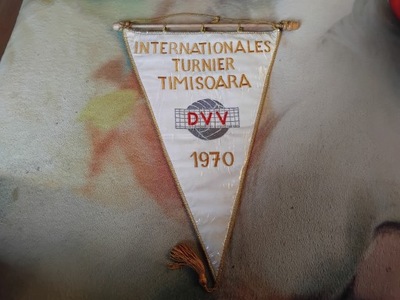 INTERNATIONALES
TURNIER
TIMISOARA
DVV
1970